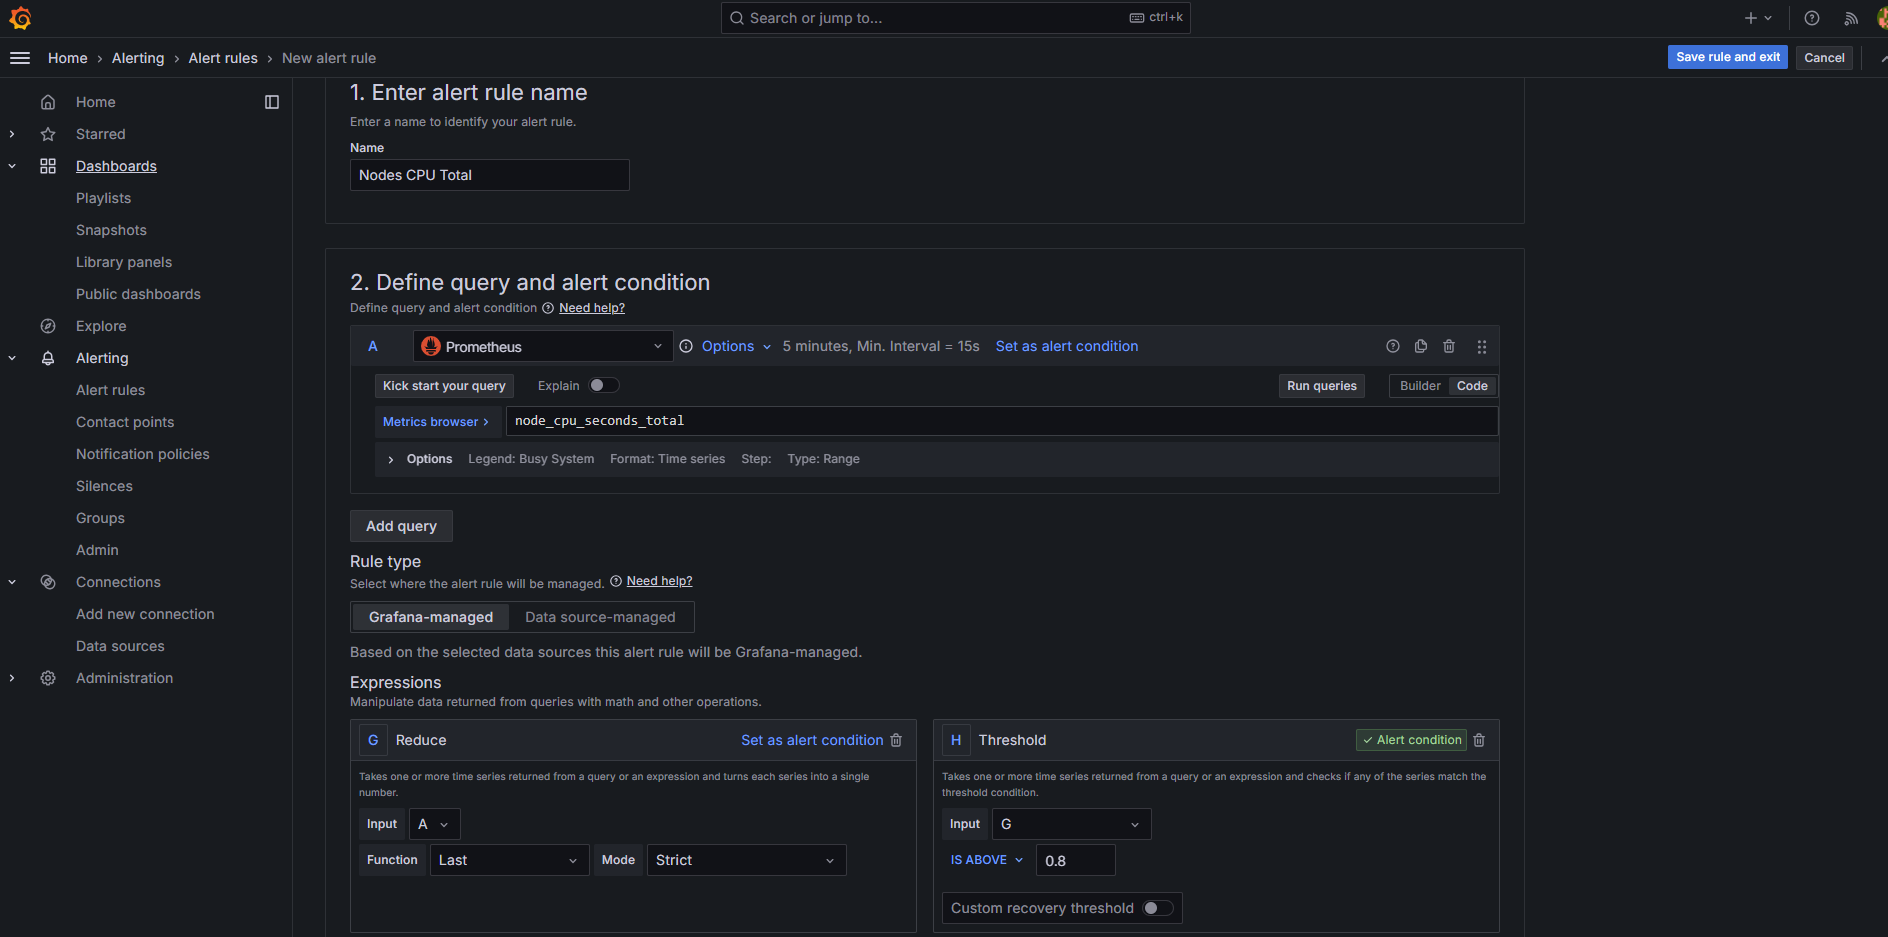 Search or jump to...
ctrl+k
Home › Alerting › Alert rules › New alert rule
Save rule and exit
Cancel
Home
Starred
Dashboards
Playlists
Snapshots
Library panels
Public dashboards
Explore
Alerting
Alert rules
Contact points
Notification policies
Silences
Groups
Admin
Connections
Add new connection
Data sources
Administration
1. Enter alert rule name
Enter a name to identify your alert rule.
Name
Nodes CPU Total
2. Define query and alert condition
Define query and alert condition Need help?
A Prometheus Options 5 minutes, Min. Interval = 15s Set as alert condition
Kick start your query Explain Run queries Builder Code
Metrics browser › node_cpu_seconds_total
Options Legend: Busy System Format: Time series Step: Type: Range
Add query
Rule type
Select where the alert rule will be managed. Need help?
Grafana-managed Data source-managed
Based on the selected data sources this alert rule will be Grafana-managed.
Expressions
Manipulate data returned from queries with math and other operations.
G Reduce Set as alert condition
Takes one or more time series returned from a query or an expression and turns each series into a single
number.
Input A
Function Last Mode Strict
H Threshold Alert condition
Takes one or more time series returned from a query or an expression and checks if any of the series match the
threshold condition.
Input G
IS ABOVE 0.8
Custom recovery threshold